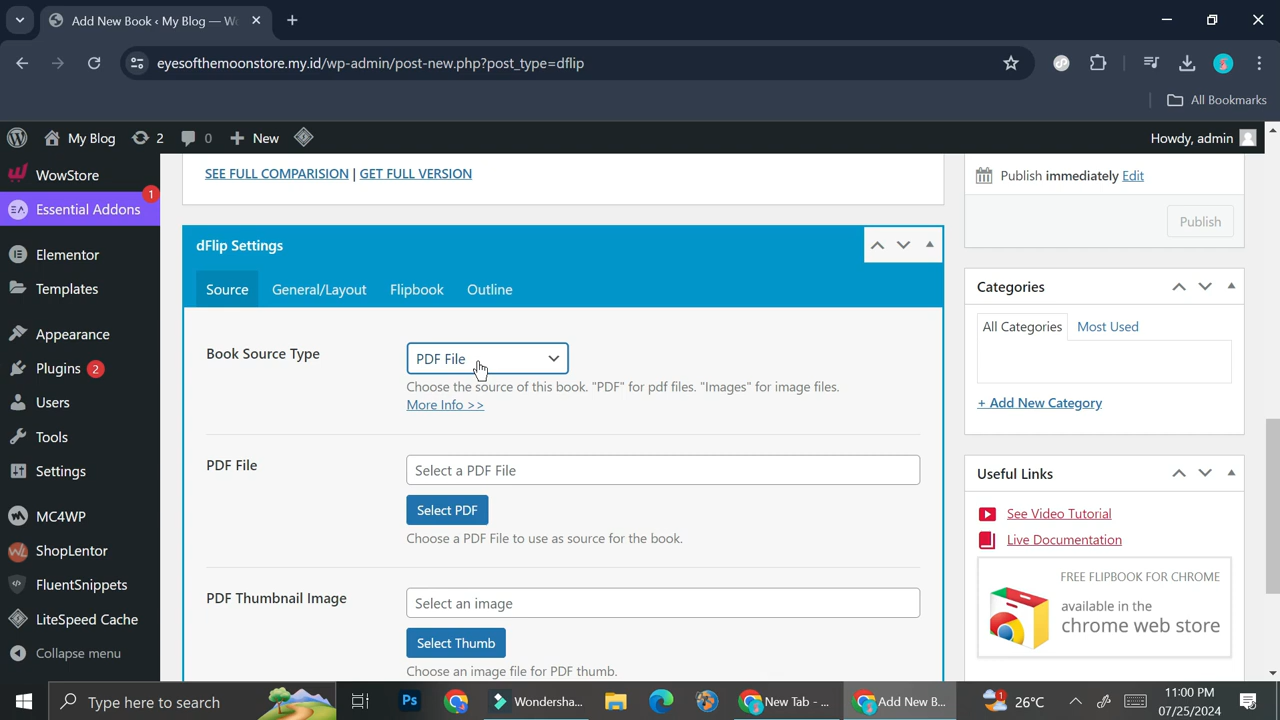 Add New Book ‹ My Blog — Wo
eyesofthemoonstore.my.id/wp-admin/post-new.php?post_type=dflip
All Bookmarks
My Blog
2
0
New
Howdy, admin
WowStore
Essential Addons
1
Elementor
Templates
Appearance
Plugins
2
Users
Tools
Settings
MC4WP
ShopLentor
FluentSnippets
LiteSpeed Cache
Collapse menu
SEE FULL COMPARISION | GET FULL VERSION
dFlip Settings
Source
General/Layout
Flipbook
Outline
Book Source Type
PDF File
Choose the source of this book. "PDF" for pdf files. "Images" for image files.
More Info >>
PDF File
Select a PDF File
Select PDF
Choose a PDF File to use as source for the book.
PDF Thumbnail Image
Select an image
Select Thumb
Choose an image file for PDF thumb.
Publish immediately Edit
Publish
Categories
All Categories
Most Used
+ Add New Category
Useful Links
See Video Tutorial
Live Documentation
FREE FLIPBOOK FOR CHROME
available in the
chrome web store
Type here to search
Ps
Wondersha...
New Tab - ...
Add New B...
1
26°C
11:00 PM
07/25/2024